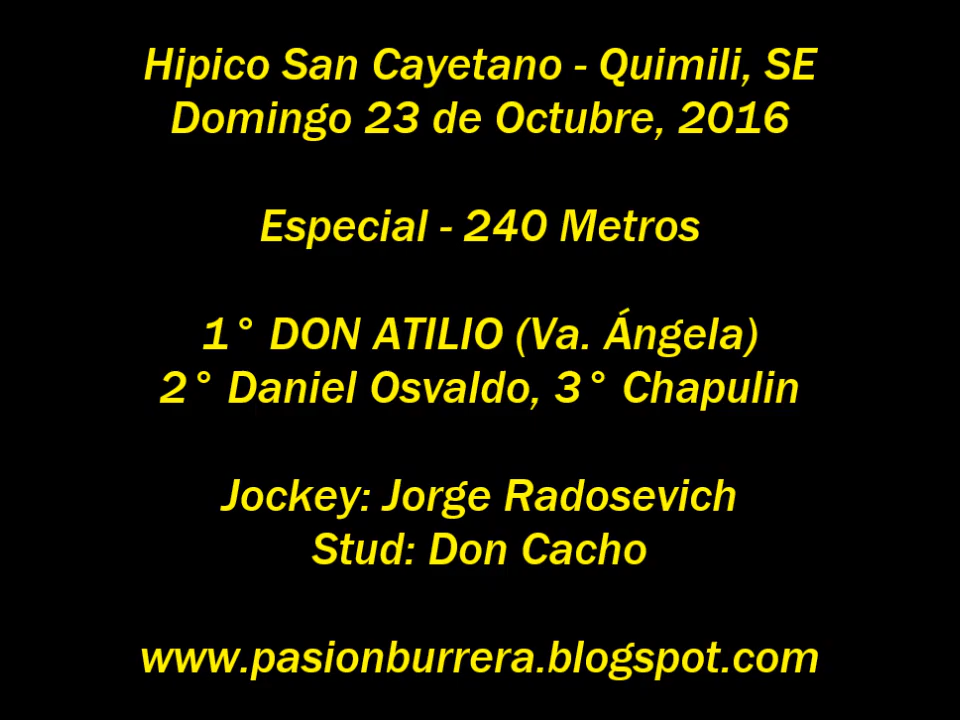 Hipico San Cayetano - Quimili, SE
Domingo 23 de Octubre, 2016
Especial - 240 Metros
1° DON ATILIO (Va. Ángela)
2° Daniel Osvaldo, 3° Chapulin
Jockey: Jorge Radosevich
Stud: Don Cacho
www.pasionburrera.blogspot.com